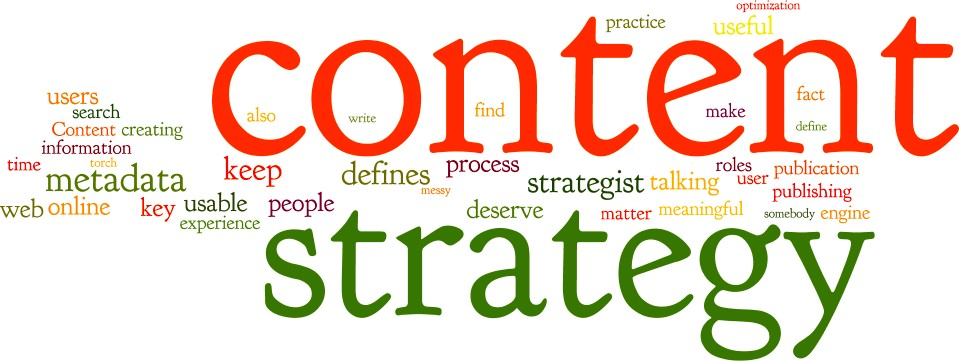 optimization
practice
useful
content
users
also
write
find
make
fact
define
search
Content creating
information
time
torch
metadata
keep
defines
messy
process
strategist
talking
roles
user
publication
publishing
web online
key
usable
experience
people
deserve
matter
meaningful
somebody
engine
strategy